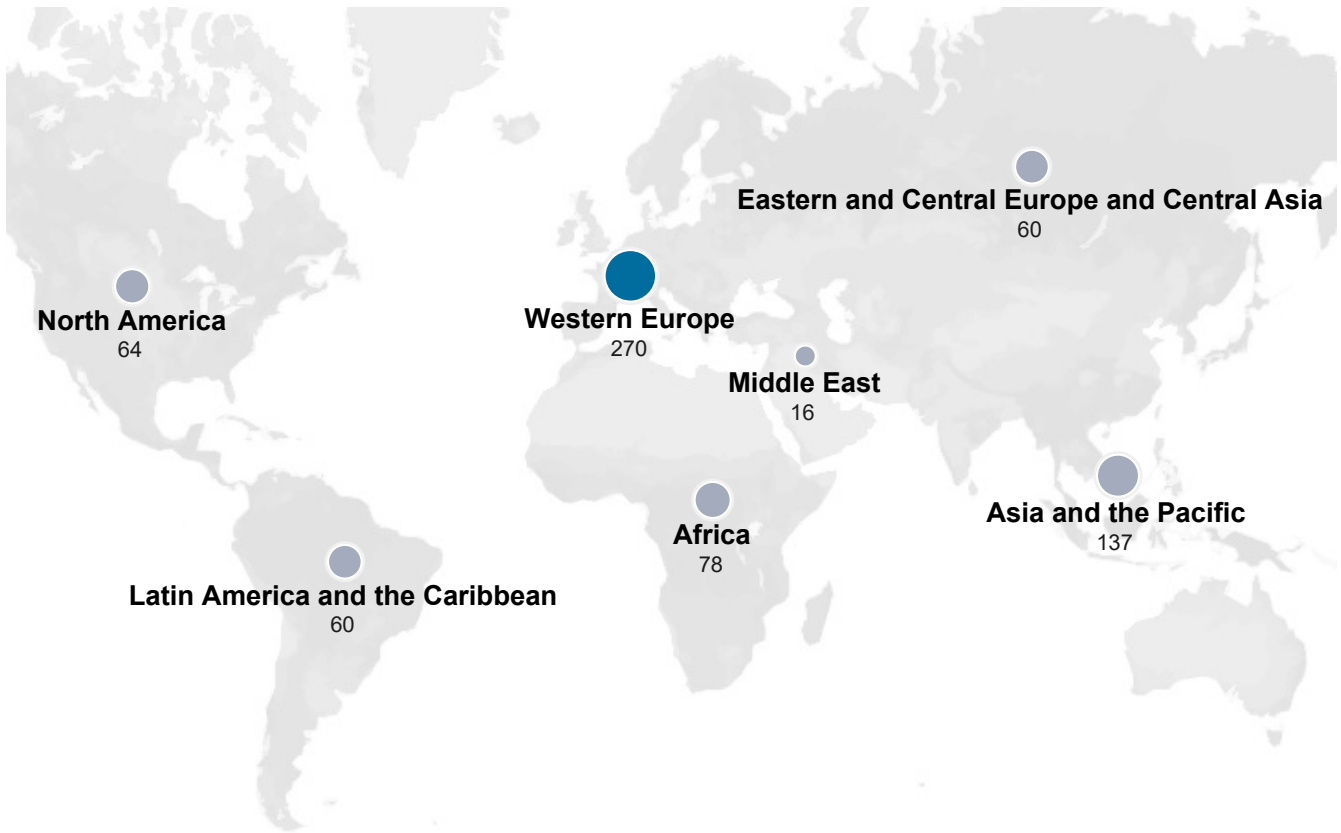 Eastern and Central Europe and Central Asia
60
North America
64
Western Europe
270
Middle East
16
Asia and the Pacific
137
Africa
78
Latin America and the Caribbean
60